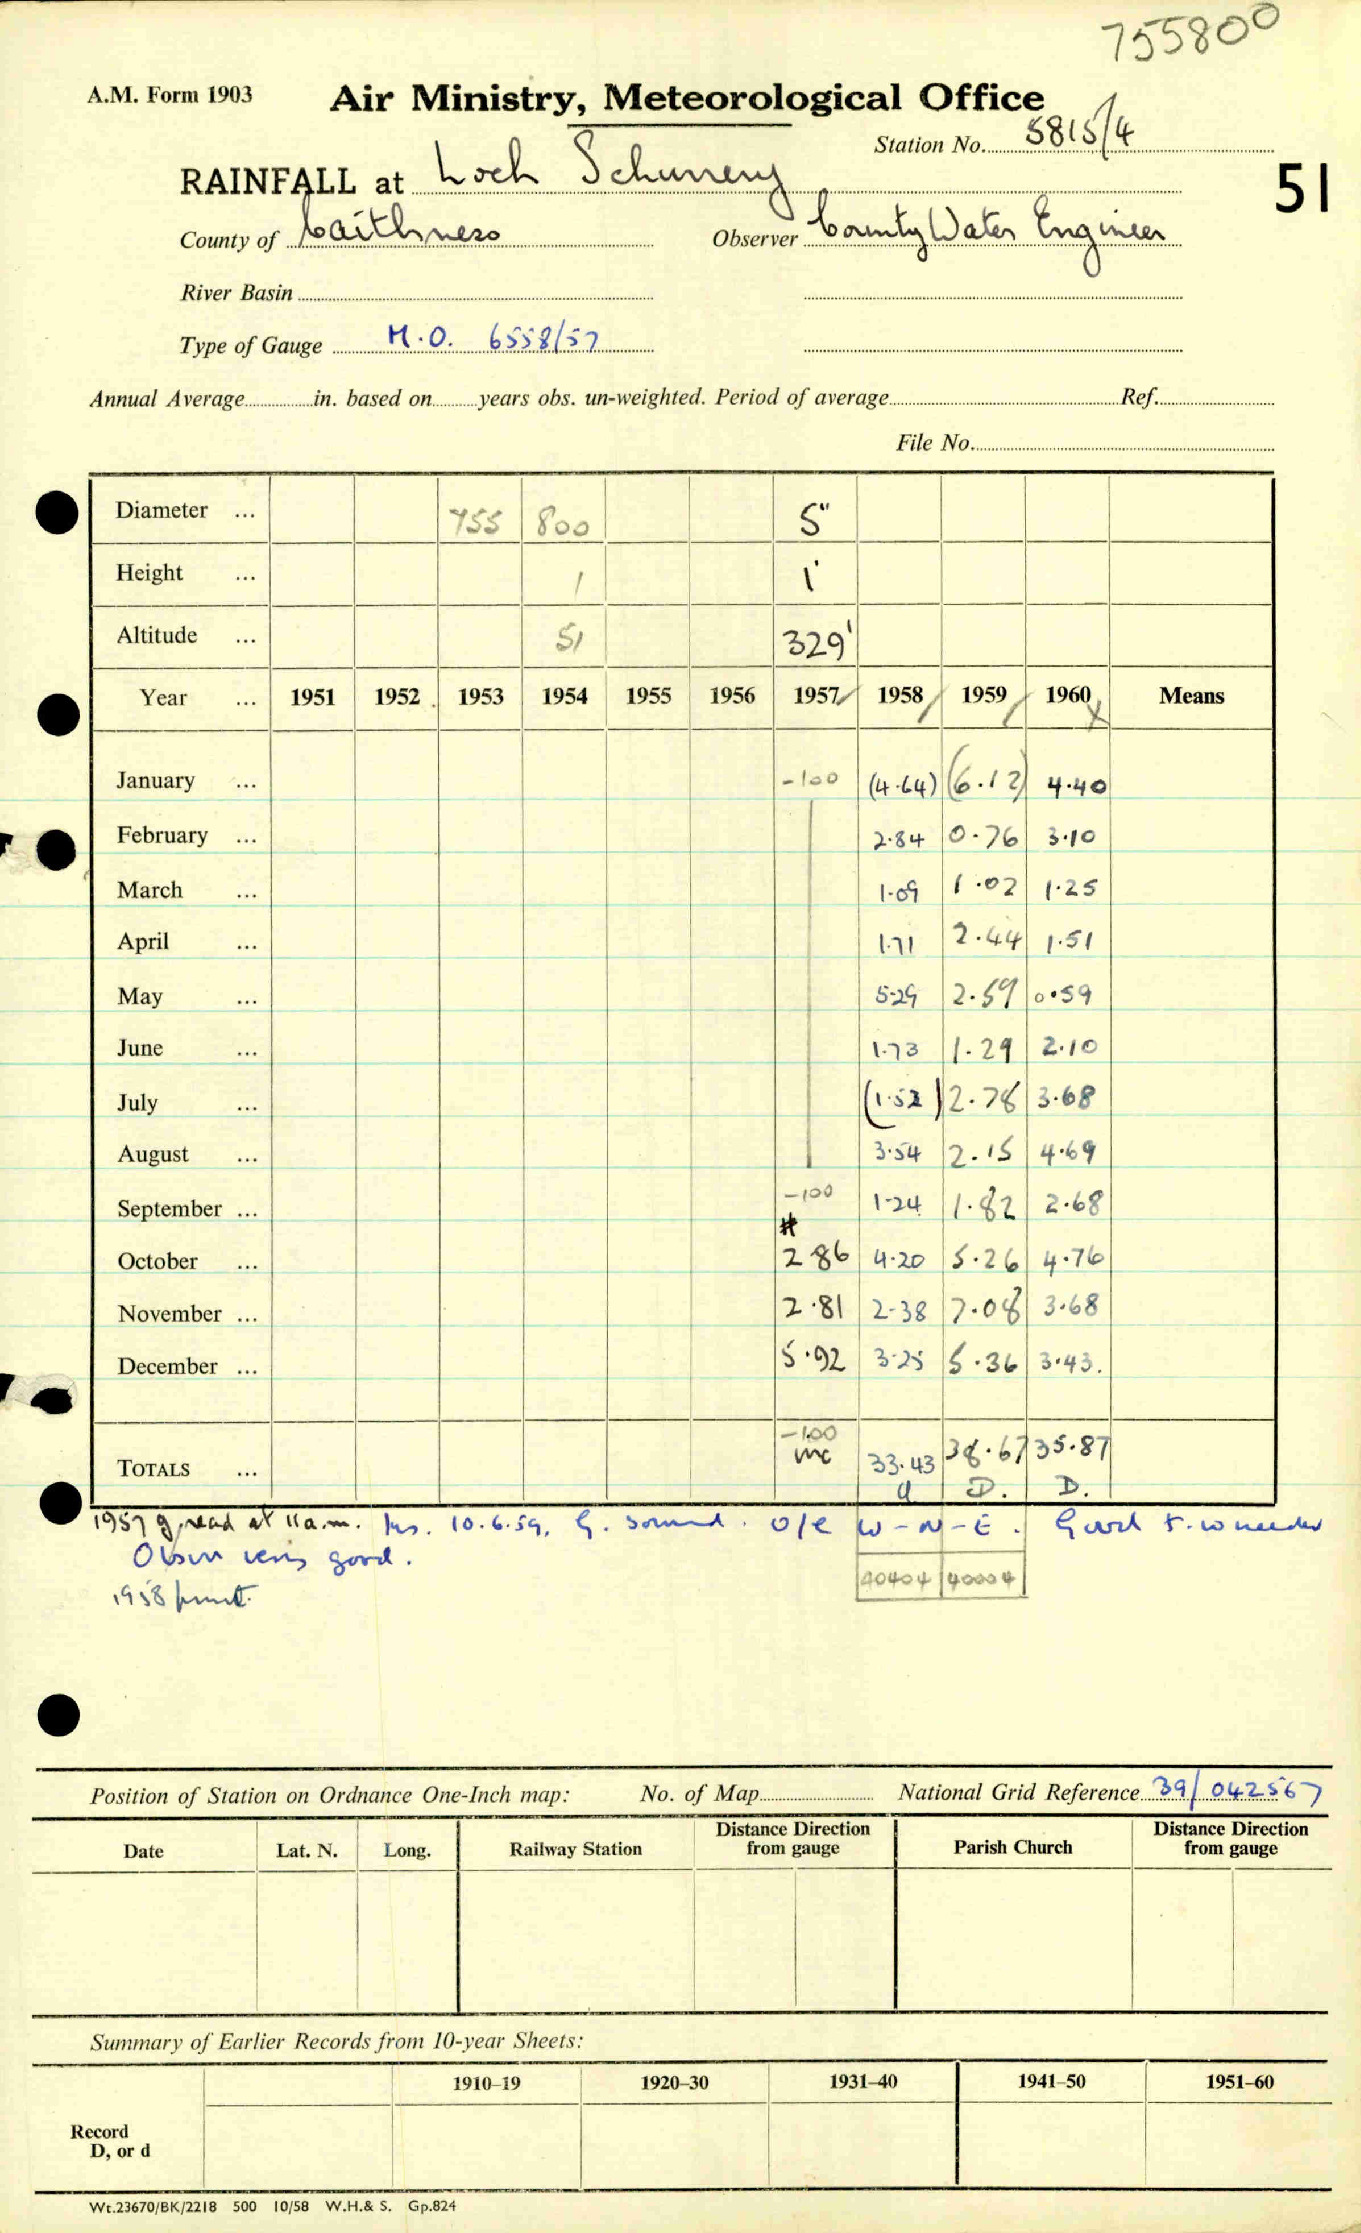 755800
A.M. Form 1903
Air Ministry, Meteorological Office
Station No. 5815/4
51
RAINFALL at Loch Schurrery
County of Caithness Observer County Water Engineer
River Basin
Type of Gauge M.O. 6558/57
Annual Average in. based on years obs. un-weighted. Period of average Ref.
File No.
Diameter ... 755 800 5"
Height ... 1 1'
Altitude ... 51 329'
Year ... 1951 1952 1953 1954 1955 1956 1957 1958 1959 1960 Means
January ... -100 (4.64) (6.12) 4.40
February ... 2.84 0.76 3.10
March ... 1.09 1.02 1.25
April ... 1.71 2.44 1.51
May ... 5.29 2.59 0.59
June ... 1.73 1.29 2.10
July ... (1.52) 2.78 3.68
August ... 3.54 2.15 4.69
September ... -100 1.24 1.82 2.68
#
October ... 2 86 4.20 5.26 4.76
November ... 2.81 2.38 7.08 3.68
December ... 5.92 3.25 5.36 3.43.
-100
TOTALS ... inc 33.43 38.67 35.87
d D. D.
1957 g. read at 11 a.m. Ins. 10.6.59. G. sound. o/e W-N-E. Good
Obsvr very good.
40404 40004
1958
Position of Station on Ordnance One-Inch map: No. of Map National Grid Reference 39/042567
Date Lat. N. Long. Railway Station Distance Direction from gauge Parish Church Distance Direction from gauge
Summary of Earlier Records from 10-year Sheets:
1910–19 1920–30 1931–40 1941–50 1951–60
Record
D, or d
Wt.23670/BK/2218 500 10/58 W.H.& S. Gp.824